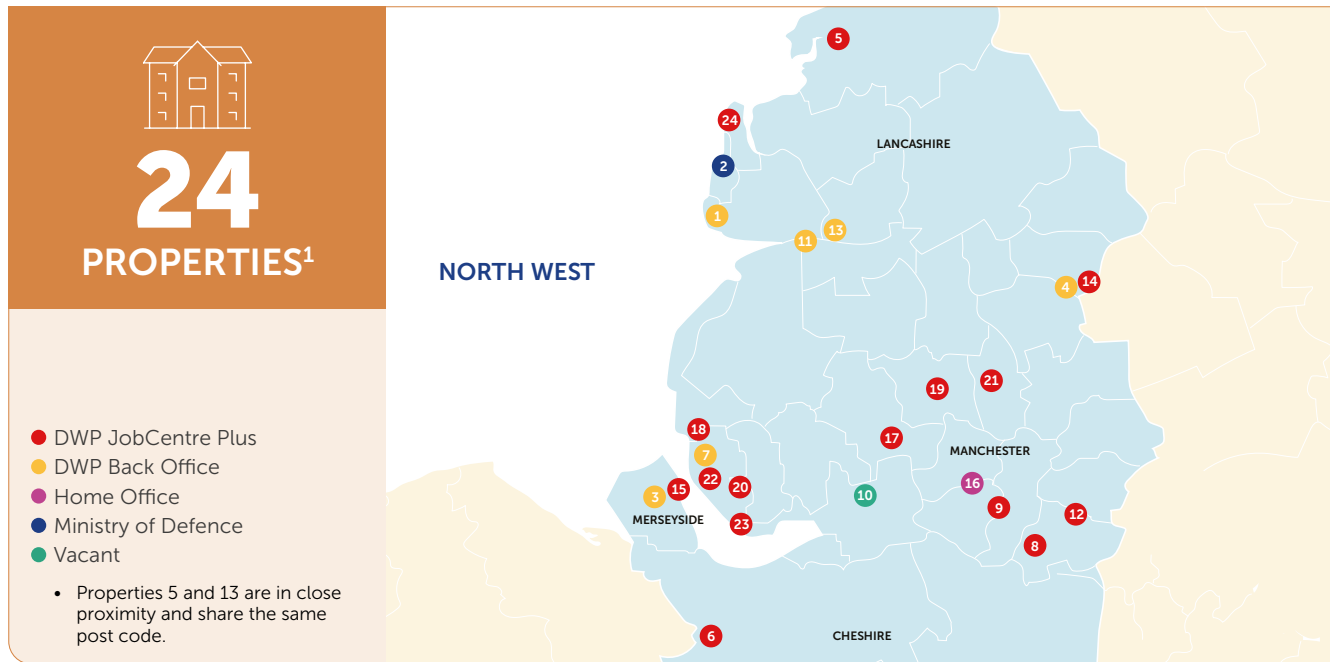 24
PROPERTIES1
DWP JobCentre Plus
DWP Back Office
Home Office
Ministry of Defence
Vacant
• Properties 5 and 13 are in close
proximity and share the same
post code.
NORTH WEST
5
24
LANCASHIRE
2
1
13
11
14
4
21
19
18
17
MANCHESTER
7
22
16
20
15
10
3
9
12
MERSEYSIDE
23
8
6
CHESHIRE